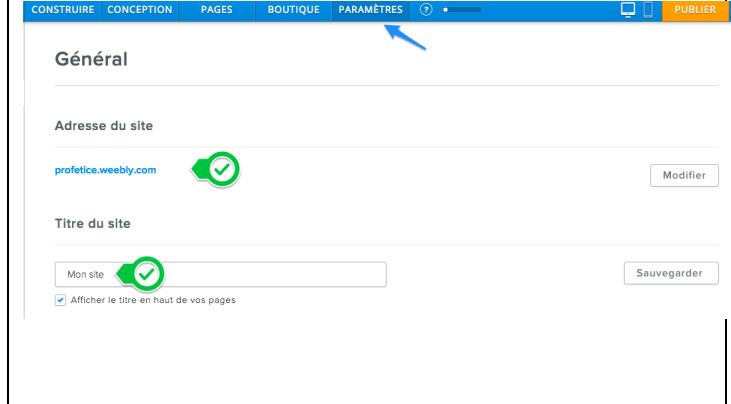 CONSTRUIRE CONCEPTION PAGES BOUTIQUE PARAMÈTRES ? PUBLIER
Général
Adresse du site
profetice.weebly.com
Modifier
Titre du site
Mon site
Sauvegarder
Afficher le titre en haut de vos pages